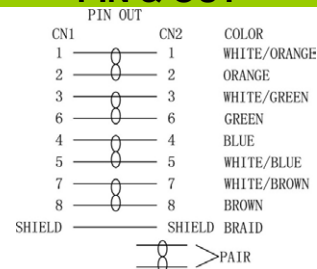 PIN OUT
CN1 CN2 COLOR
1 1 WHITE/ORANGE
2 2 ORANGE
3 3 WHITE/GREEN
6 6 GREEN
4 4 BLUE
5 5 WHITE/BLUE
7 7 WHITE/BROWN
8 8 BROWN
SHIELD SHIELD BRAID
PAIR